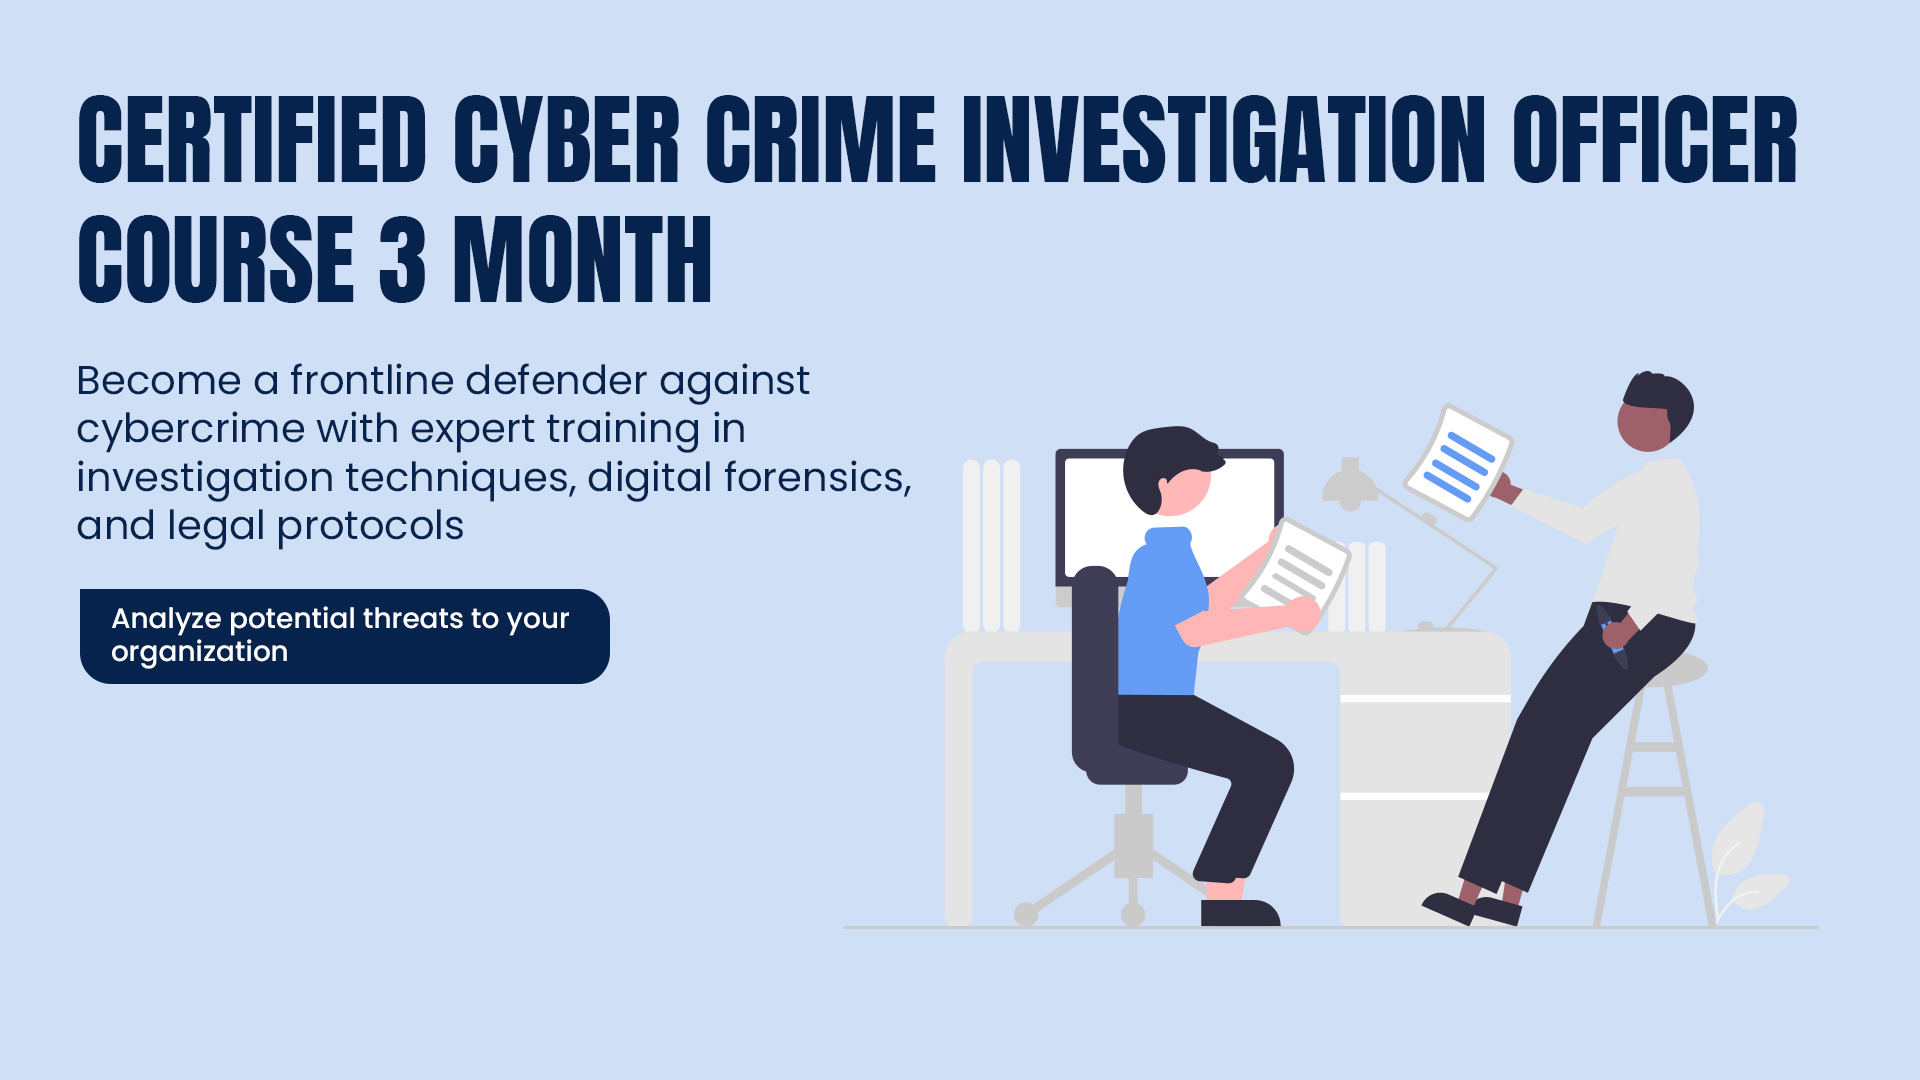 CERTIFIED CYBER CRIME INVESTIGATION OFFICER
COURSE 3 MONTH
Become a frontline defender against
cybercrime with expert training in
investigation techniques, digital forensics,
and legal protocols
Analyze potential threats to your
organization